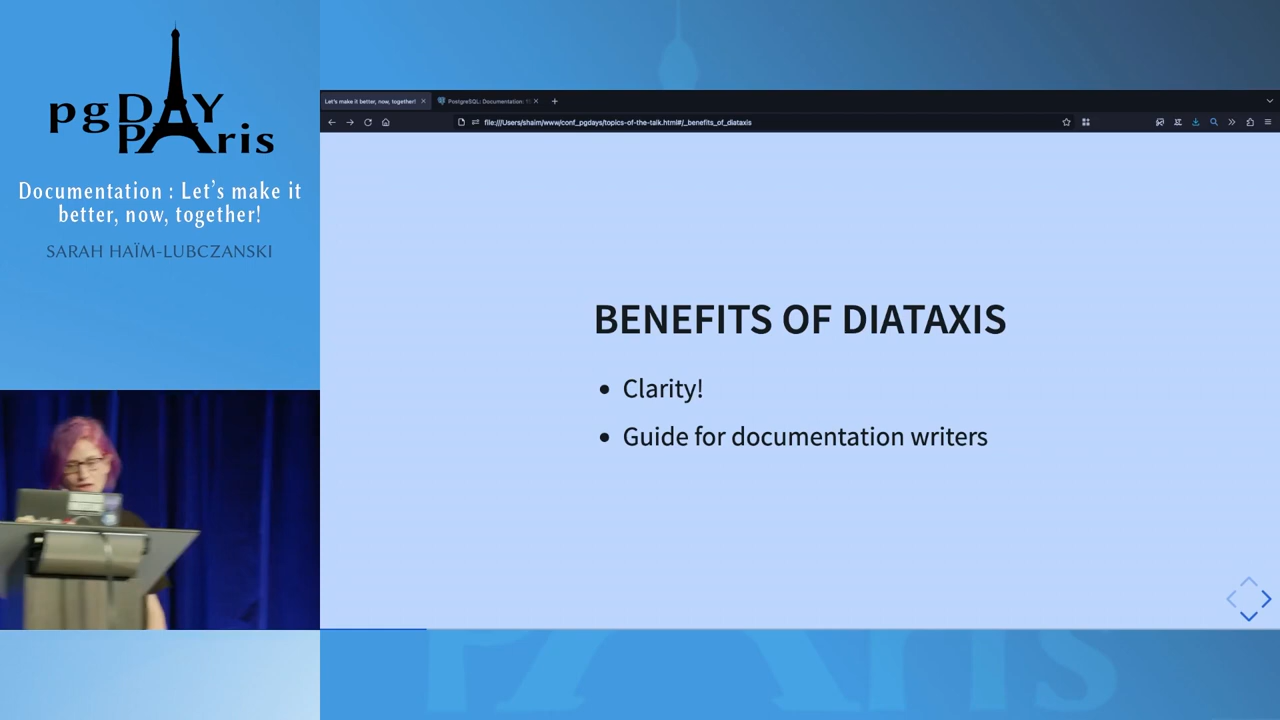 pgDAY
PAris
Documentation : Let's make it
better, now, together!
SARAH HAÏM-LUBCZANSKI
Let's make it better, now, together!
PostgreSQL: Documentation:
file:///Users/shaim/www/conf_pgdays/topics-of-the-talk.html#/_benefits_of_diataxis
BENEFITS OF DIATAXIS
• Clarity!
• Guide for documentation writers
PAris